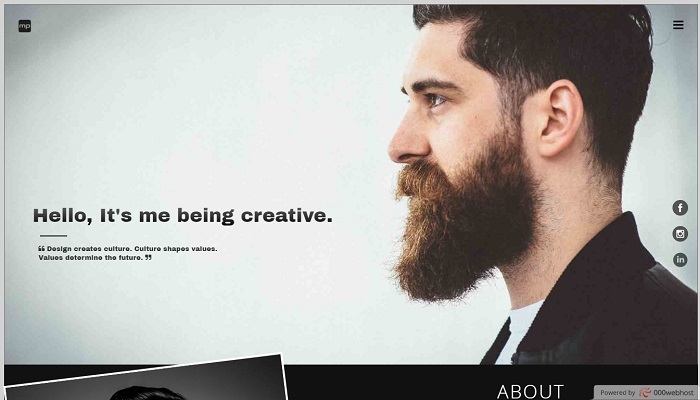 mp
Hello, It's me being creative.
❝ Design creates culture. Culture shapes values.
Values determine the future. ❞
f
in
ABOUT
Powered by 000webhost